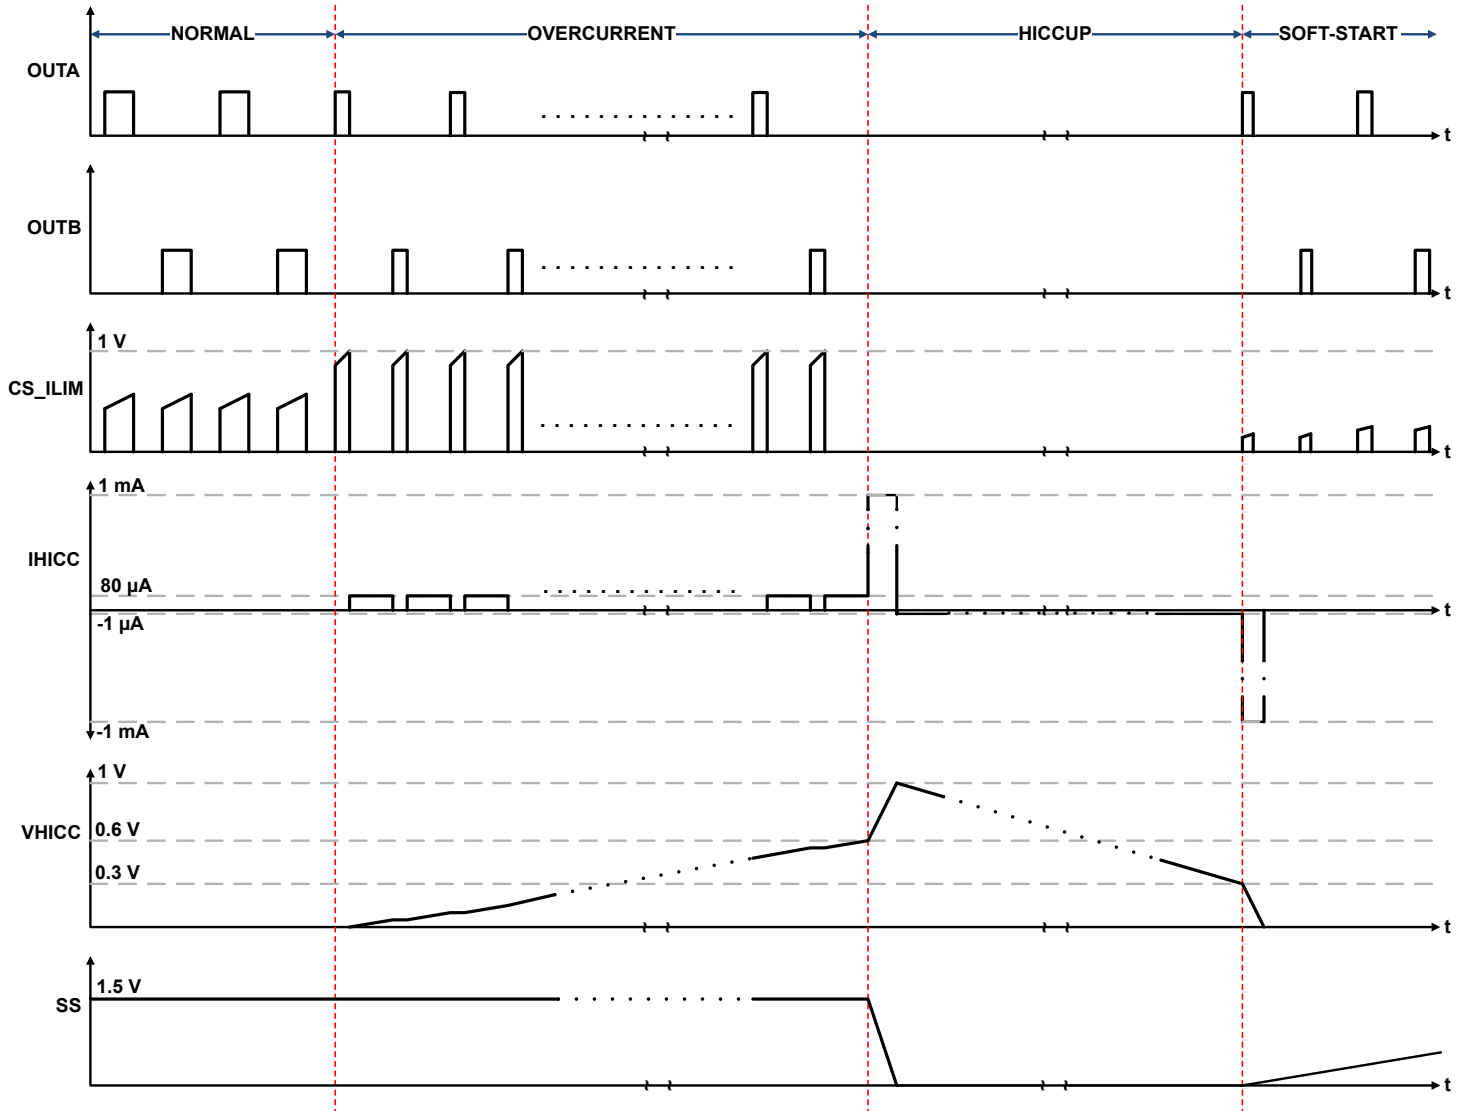 NORMAL OVERCURRENT HICCUP SOFT-START
OUTA
t
OUTB
t
1 V
CS_ILIM
t
1 mA
IHICC
80 µA
t
-1 µA
-1 mA
1 V
VHICC
0.6 V
0.3 V
t
1.5 V
SS
t